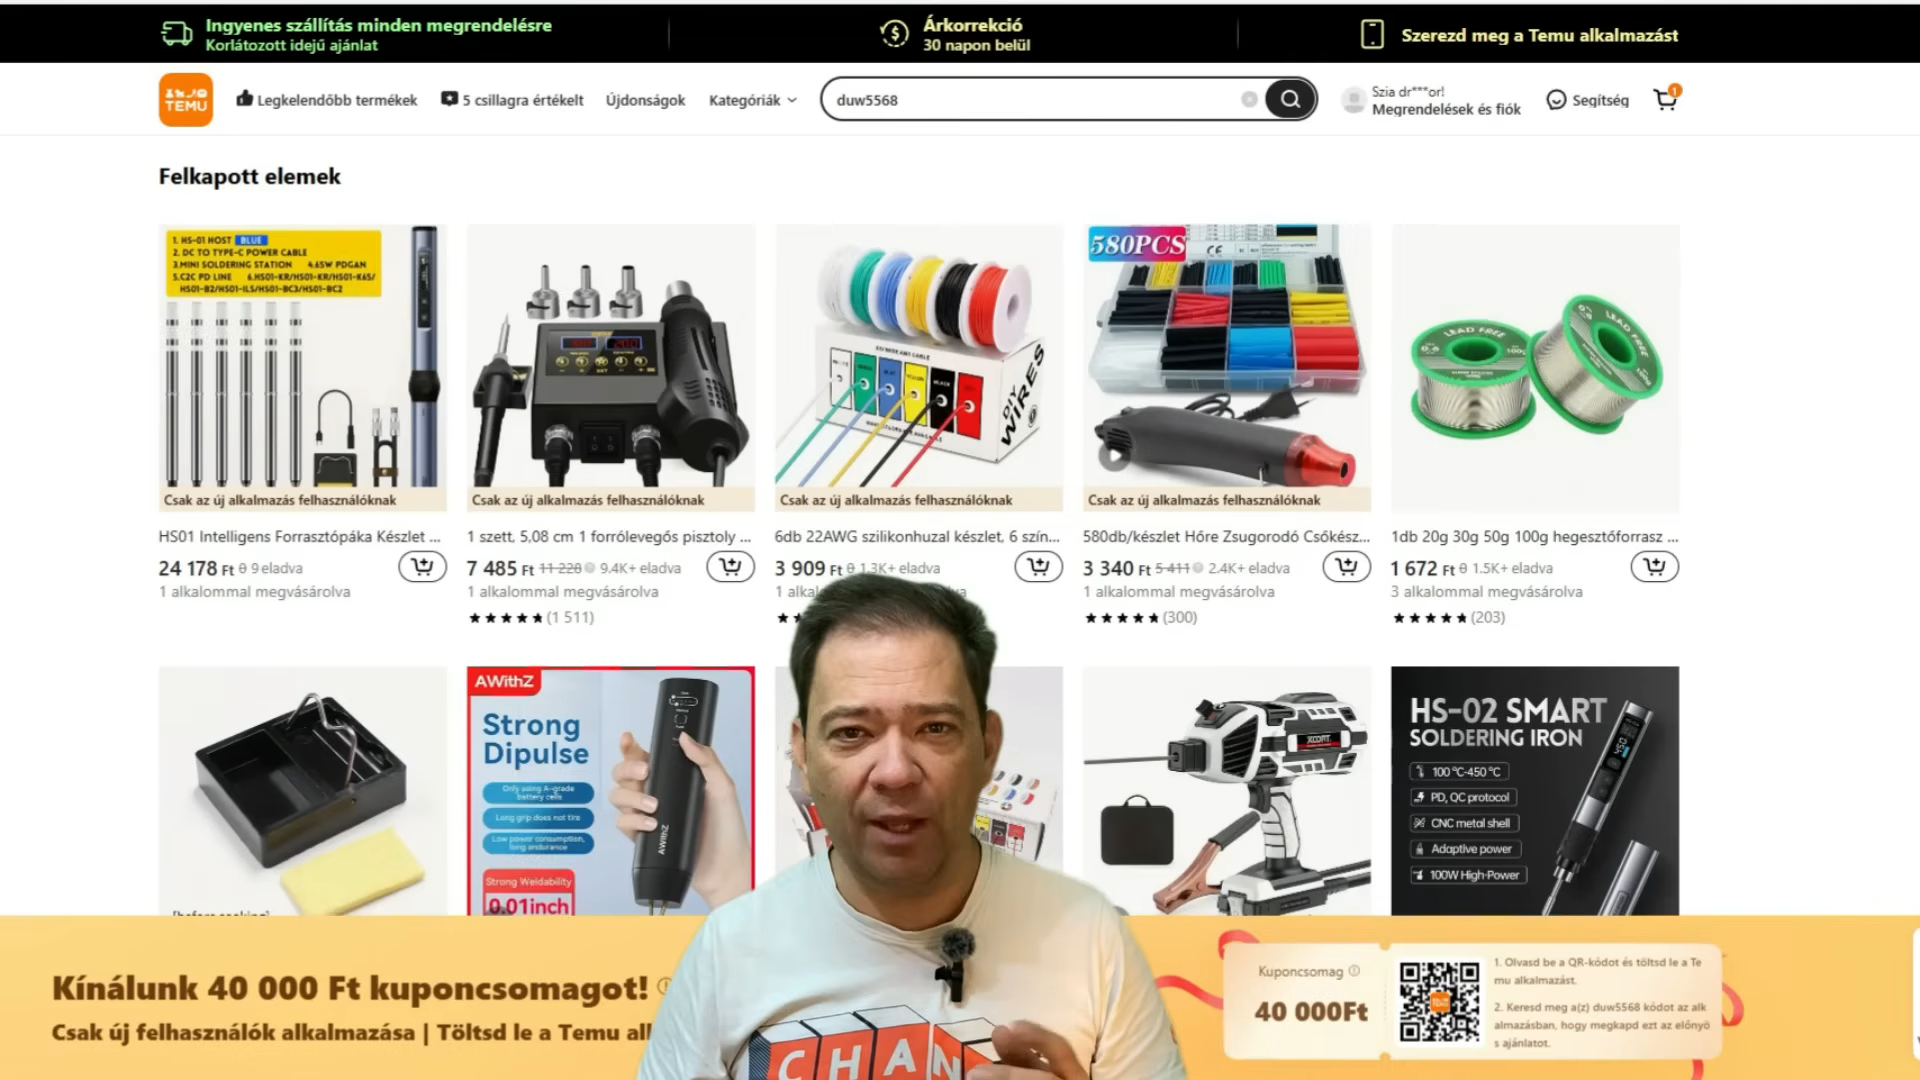 Ingyenes szállítás minden megrendelésre
Korlátozott idejű ajánlat
Árkorrekció
30 napon belül
Szerezd meg a Temu alkalmazást
TEMU
Legkelendőbb termékek
5 csillagra értékelt
Újdonságok
Kategóriák
duw5568
Szia dr***or!
Megrendelések és fiók
Segítség
1
Felkapott elemek
1. HS-01 HOST BLUE
2. DC TO TYPE-C POWER CABLE
3.MINI SOLDERING STATION 4.65W PDGAN
5.C2C PD LINE 6.HS01-KR/HS01-KR/HS01-K65/
HS01-B2/HS01-ILS/HS01-BC3/HS01-BC2
Csak az új alkalmazás felhasználóknak
HS01 Intelligens Forrasztópáka Készlet ...
24 178 Ft 9 eladva
1 alkalommal megvásárolva
Csak az új alkalmazás felhasználóknak
1 szett, 5,08 cm 1 forrólevegős pisztoly ...
7 485 Ft 11 228 9.4K+ eladva
1 alkalommal megvásárolva
(1 511)
DIY WIRES
BLUE
YELLOW
BLACK
Csak az új alkalmazás felhasználóknak
6db 22AWG szilikonhuzal készlet, 6 szín...
3 909 Ft 1.3K+ eladva
580PCS
Csak az új alkalmazás felhasználóknak
580db/készlet Hőre Zsugorodó Csőkész...
3 340 Ft 5 411 2.4K+ eladva
1 alkalommal megvásárolva
(300)
LEAD FREE
LEAD FREE
1db 20g 30g 50g 100g hegesztőforrasz ...
1 672 Ft 1.5K+ eladva
3 alkalommal megvásárolva
(203)
AWithZ
Strong
Dipulse
Only using A-grade
battery cells
Long grip does not tire
Low power consumption,
long endurance
Strong Weldability
0.01inch
AWithZ
HS-02 SMART
SOLDERING IRON
100°C-450°C
PD, QC protocol
CNC metal shell
Adaptive power
100W High-Power
Kínálunk 40 000 Ft kuponcsomagot!
Csak új felhasználók alkalmazása | Töltsd le a Temu al
CHAN
Kuponcsomag
40 000Ft
1. Olvasd be a QR-kódot és töltsd le a Te
mu alkalmazást.
2. Keresd meg a(z) duw5568 kódot az alk
almazásban, hogy megkapd ezt az előnyö
s ajánlatot.